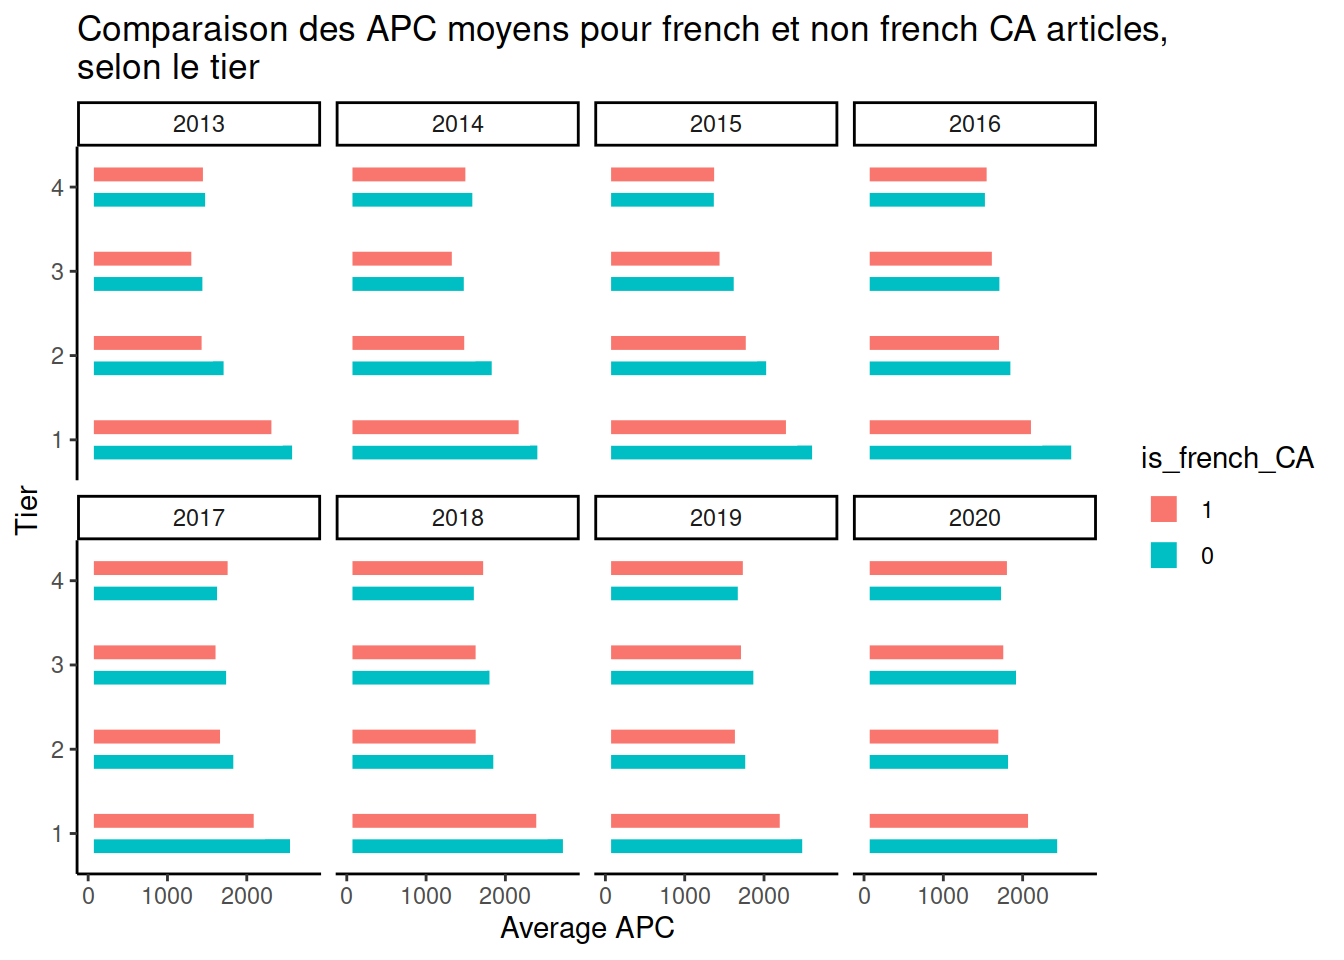 Comparaison des APC moyens pour french et non french CA articles,
selon le tier
2013 2014 2015 2016
4
3
2
1
Tier
2017 2018 2019 2020
4
3
2
1
0 1000 2000 0 1000 2000 0 1000 2000 0 1000 2000
Average APC
is_french_CA
1
0